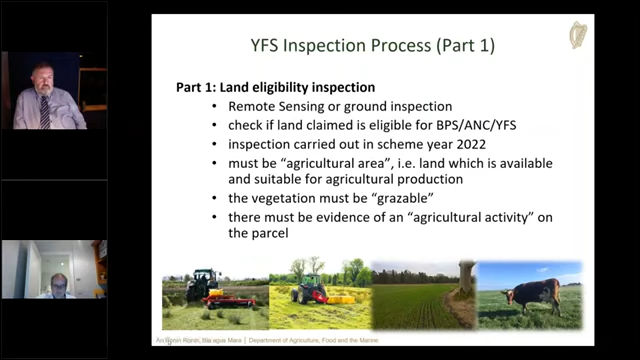 YFS Inspection Process (Part 1)
Part 1: Land eligibility inspection
• Remote Sensing or ground inspection
• check if land claimed is eligible for BPS/ANC/YFS
• inspection carried out in scheme year 2022
• must be “agricultural area”, i.e. land which is available
and suitable for agricultural production
• the vegetation must be “grazable”
• there must be evidence of an “agricultural activity” on
the parcel
Bia agus Mara | Department of Agriculture, Food and the Marine